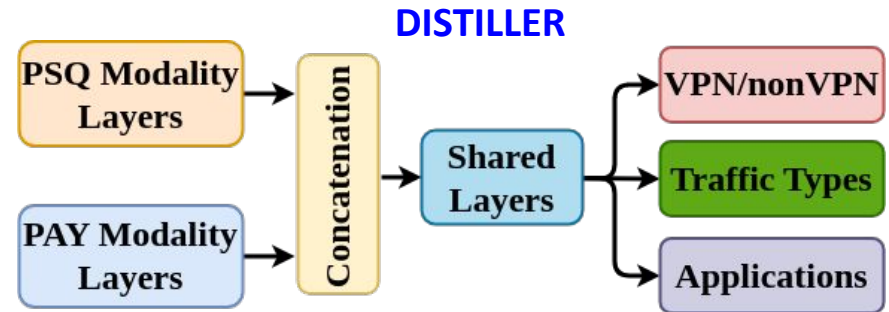 DISTILLER
PSQ Modality
Layers
PAY Modality
Layers
Concatenation
Shared
Layers
VPN/nonVPN
Traffic Types
Applications